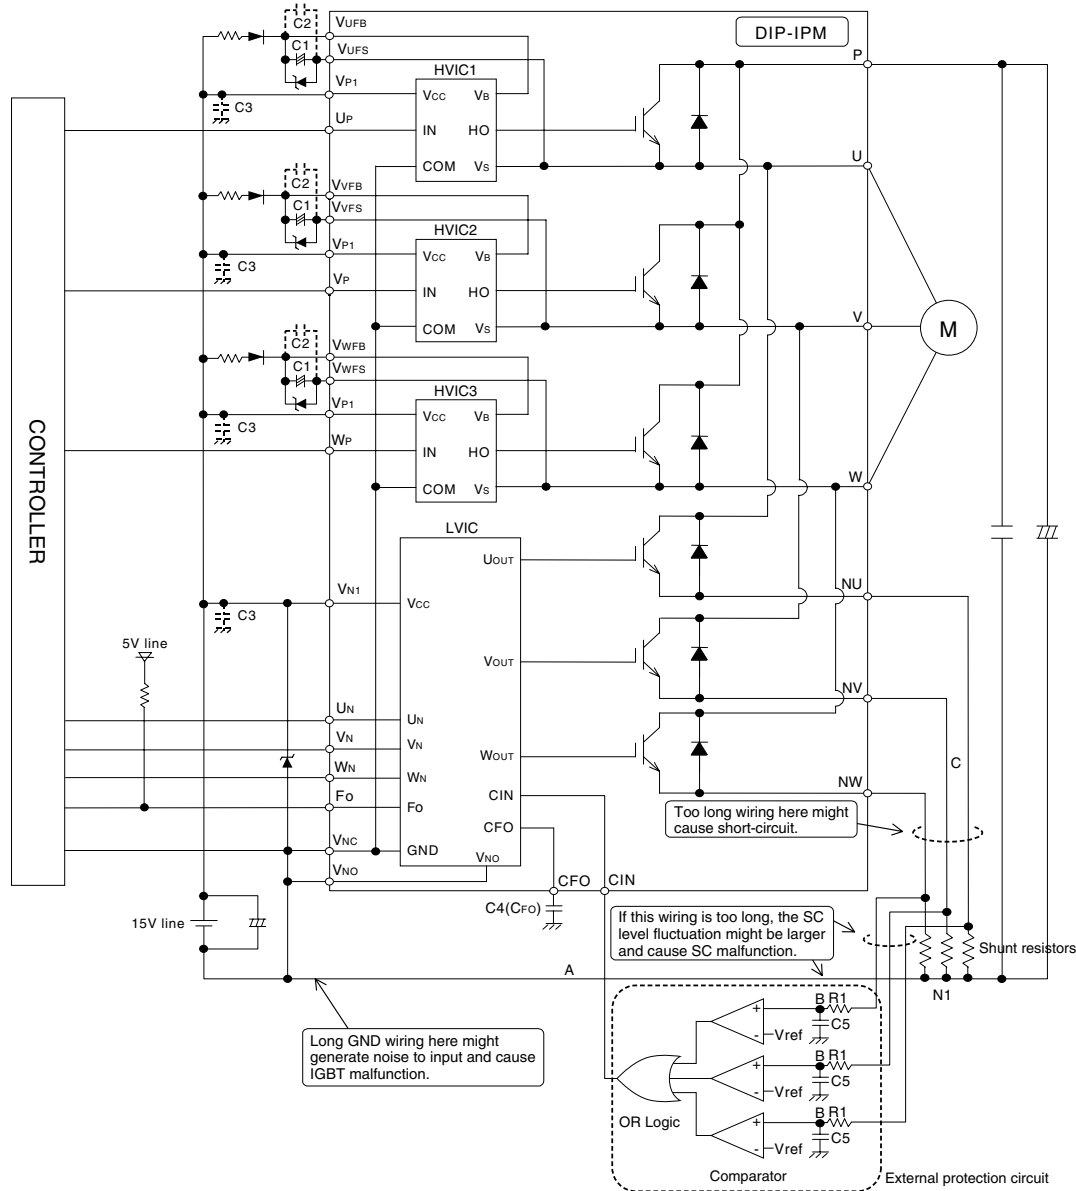 C2
VUFB
DIP-IPM
C1
VUFS
P
HVIC1
VP1
VCC
VB
C3
UP
IN
HO
COM
VS
U
C2
VVFB
C1
VVFS
HVIC2
VP1
VCC
VB
C3
VP
IN
HO
COM
VS
V
M
C2
VWFB
C1
VWFS
HVIC3
VP1
VCC
VB
C3
WP
IN
HO
COM
VS
W
CONTROLLER
LVIC
UOUT
NU
VN1
VCC
C3
5V line
VOUT
NV
UN
UN
VN
VN
WOUT
C
WN
WN
NW
CIN
FO
FO
Too long wiring here might
cause short-circuit.
CFO
VNC
GND
VNO
VNO
CFO
CIN
C4(CFO)
15V line
If this wiring is too long, the SC
level fluctuation might be larger
and cause SC malfunction.
Shunt resistors
A
N1
Long GND wiring here might
generate noise to input and cause
IGBT malfunction.
+
-
Vref
B
R1
C5
+
-
Vref
B
R1
C5
+
-
Vref
B
R1
C5
OR Logic
Comparator
External protection circuit